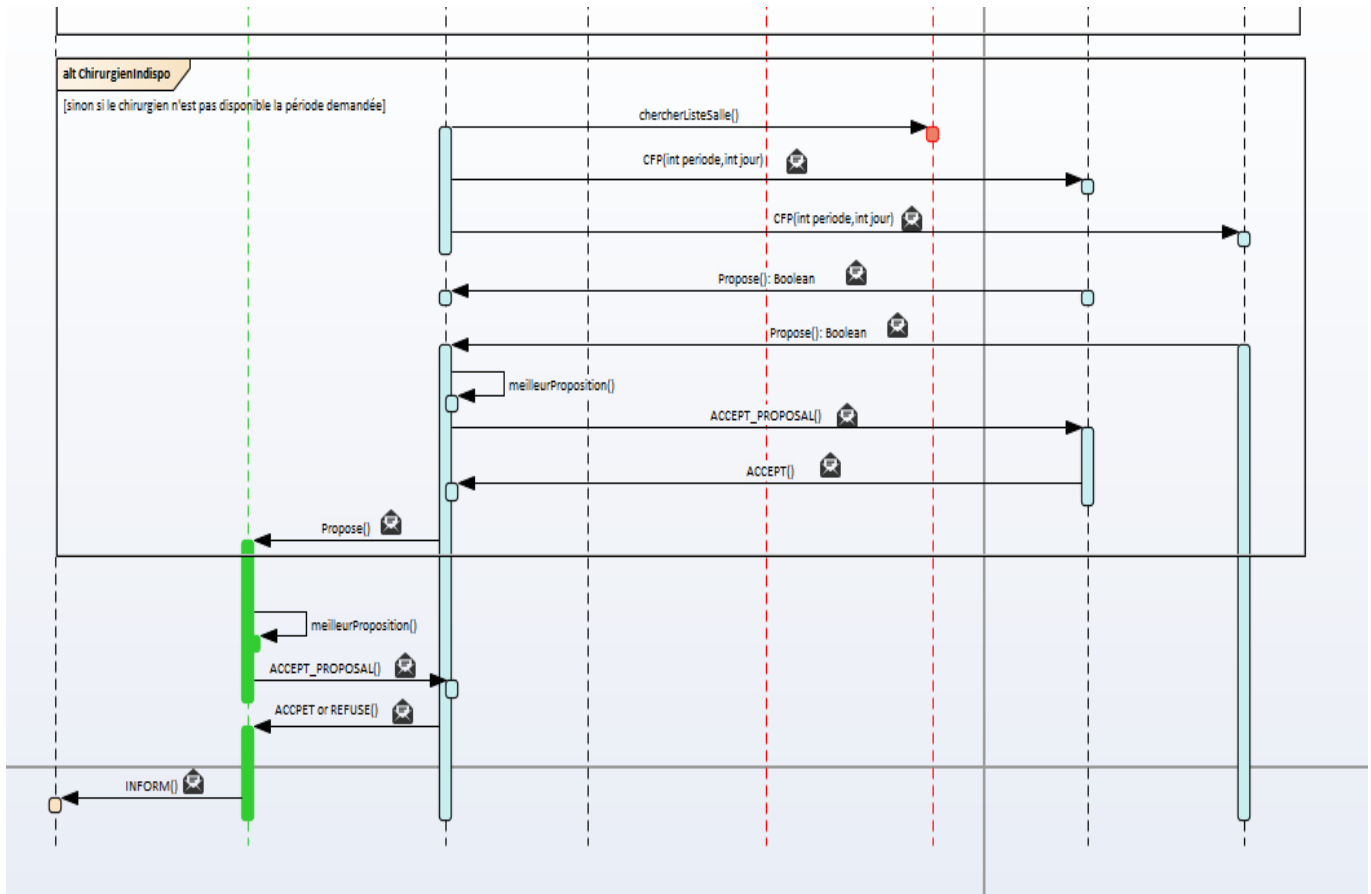 alt ChirurgienIndispo
[sinon si le chirurgien n'est pas disponible la période demandée]
chercherListeSalle()
CFP(int periode,int jour)
CFP(int periode,int jour)
Propose(): Boolean
Propose(): Boolean
meilleurProposition()
ACCEPT_PROPOSAL()
ACCEPT()
Propose()
meilleurProposition()
ACCEPT_PROPOSAL()
ACCPET or REFUSE()
INFORM()